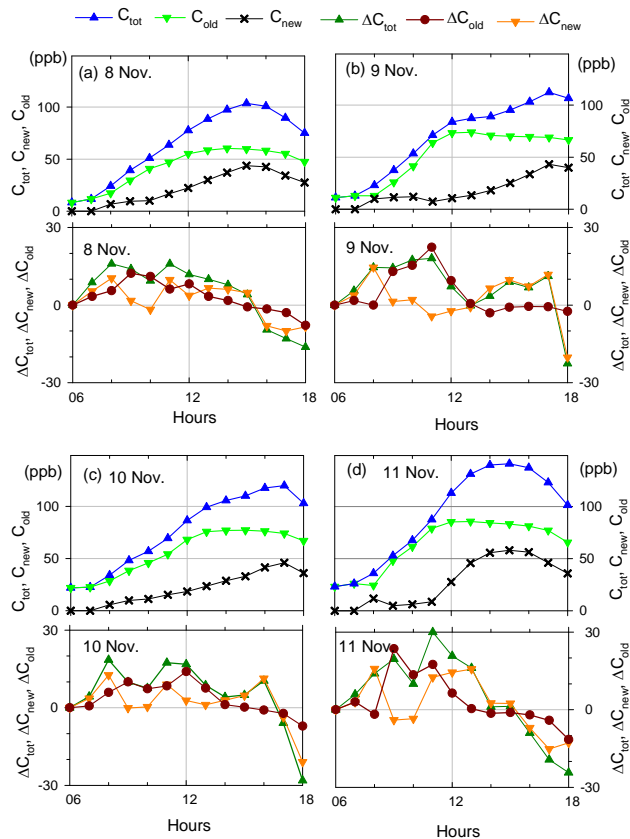 C_tot C_old C_new ΔC_tot ΔC_old ΔC_new
(ppb) (ppb)
(a) 8 Nov. (b) 9 Nov.
C_tot, C_new, C_old
100
50
0
C_tot, C_new, C_old
100
50
0
8 Nov. 9 Nov.
ΔC_tot, ΔC_new, ΔC_old
30
0
-30
ΔC_tot, ΔC_new, ΔC_old
30
0
-30
06 12 18 06 12 18
Hours Hours
(ppb) (ppb)
(c) 10 Nov. (d) 11 Nov.
C_tot, C_new, C_old
100
50
0
C_tot, C_new, C_old
100
50
0
10 Nov. 11 Nov.
ΔC_tot, ΔC_new, ΔC_old
30
0
-30
ΔC_tot, ΔC_new, ΔC_old
30
0
-30
06 12 18 06 12 18
Hours Hours